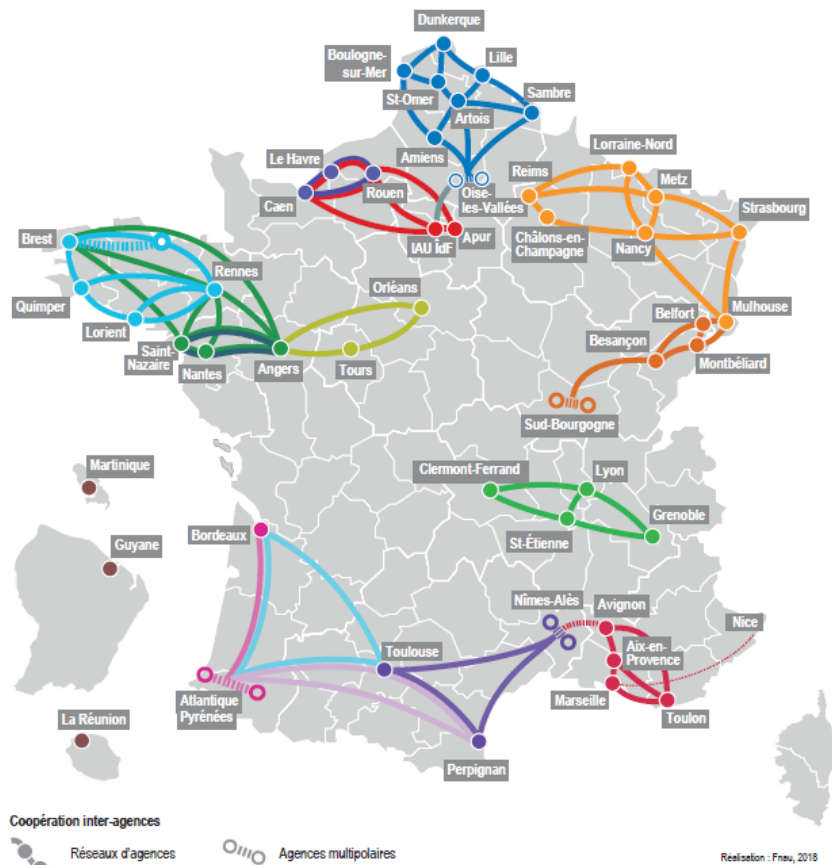 Dunkerque
Boulogne-
sur-Mer
Lille
St-Omer
Sambre
Artois
Amiens
Lorraine-Nord
Le Havre
Reims
Metz
Rouen
Oise-
les-Vallées
Caen
Strasbourg
IAU îdF
Apur
Châlons-en-
Champagne
Nancy
Brest
Rennes
Orléans
Quimper
Lorient
Belfort
Mulhouse
Besançon
Saint-
Nazaire
Nantes
Angers
Tours
Montbéliard
Sud-Bourgogne
Martinique
Clermont-Ferrand
Lyon
Grenoble
Bordeaux
St-Étienne
Guyane
Nîmes-Alès
Avignon
Nice
Toulouse
Aix-en-
Provence
Atlantique
Pyrénées
Marseille
La Réunion
Toulon
Perpignan
Coopération inter-agences
Réseaux d'agences
Agences multipolaires
Réalisation : Fnau, 2018